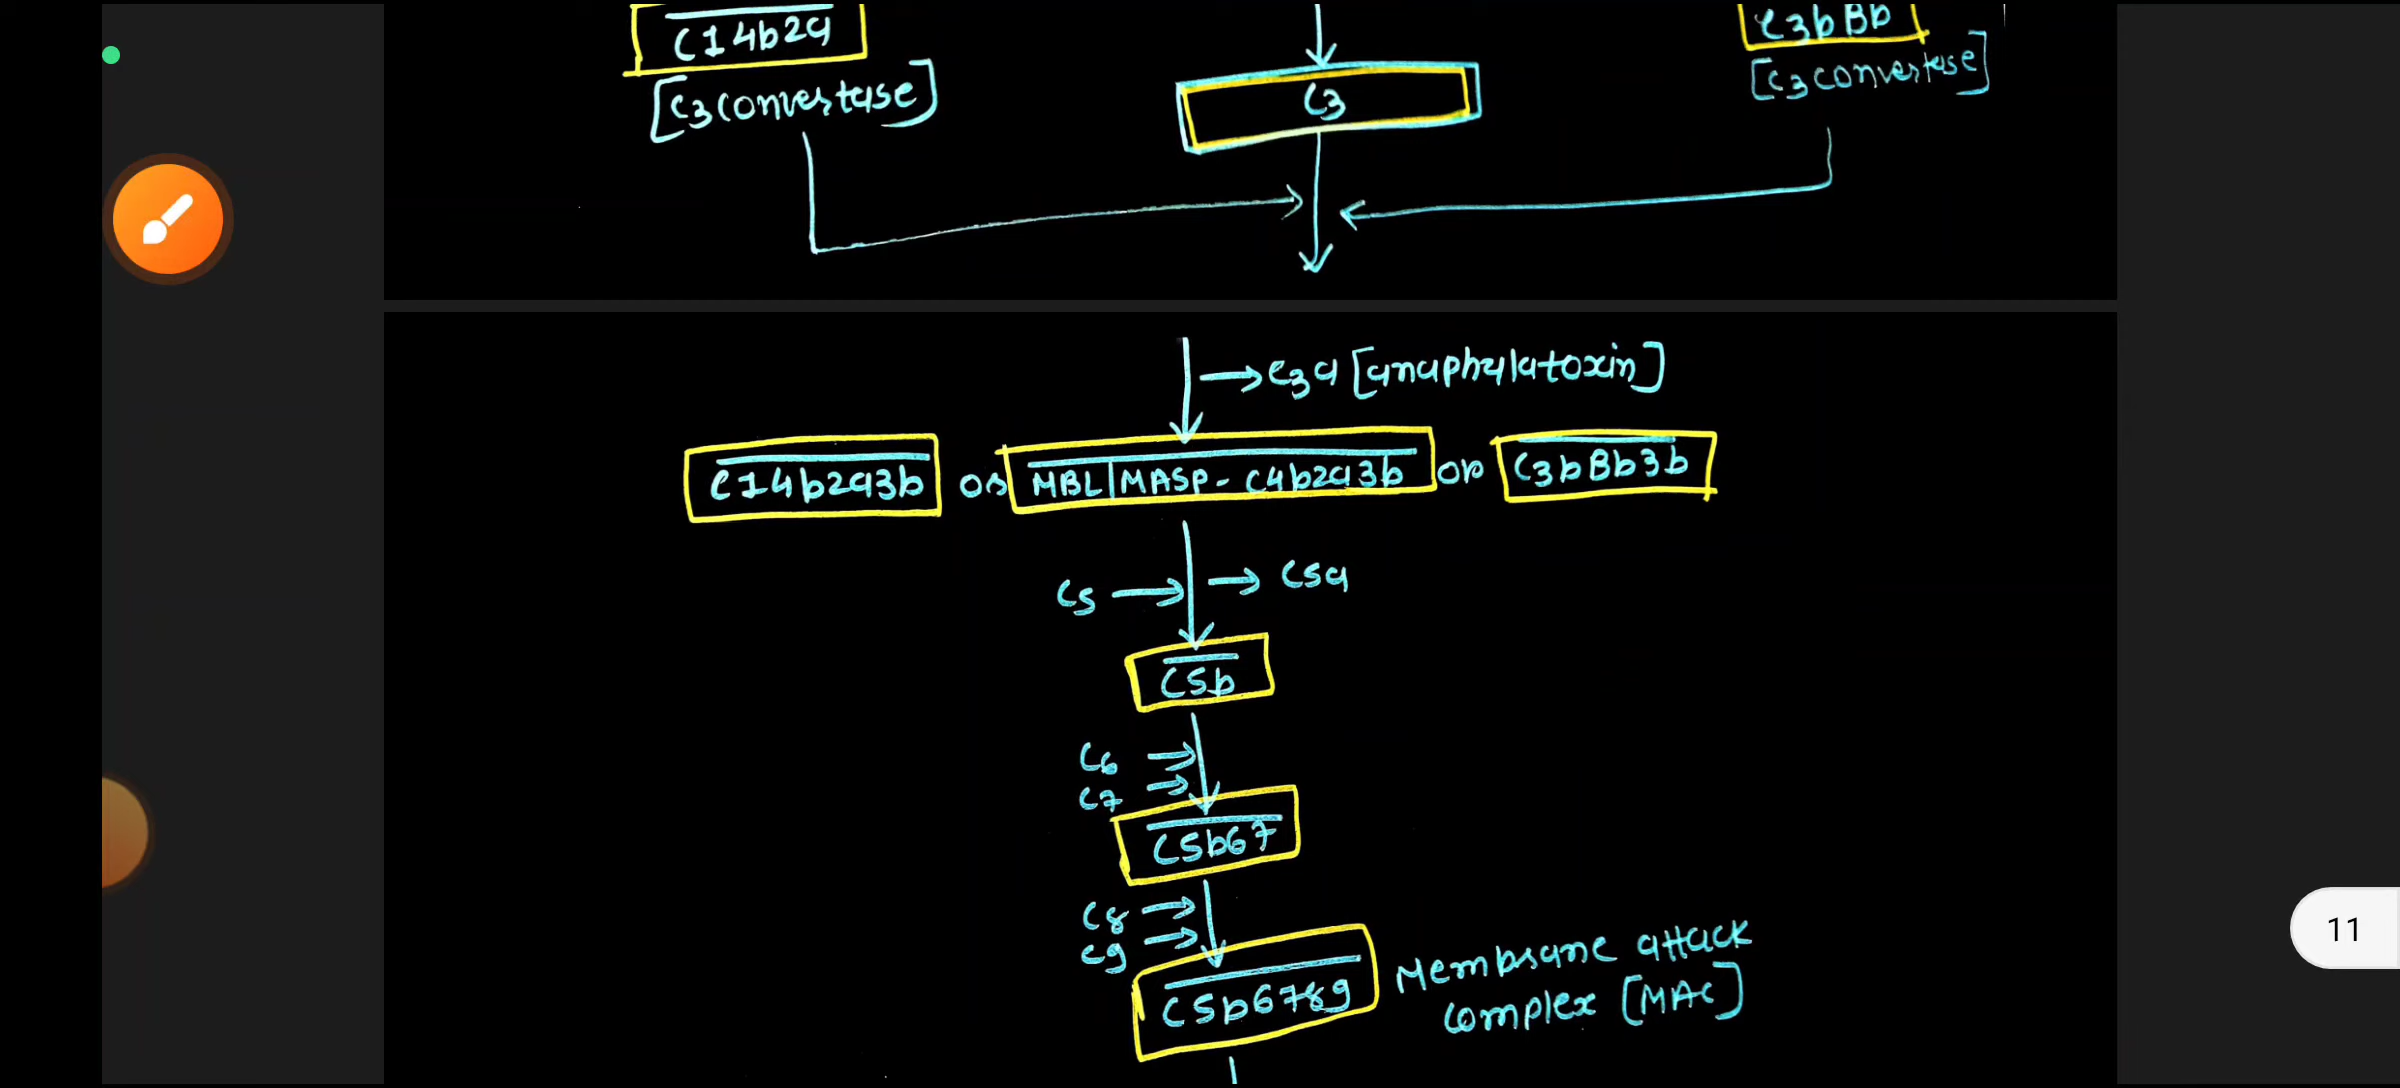 C14b2a
C3bBb
[C3 convertase]
C3
[C3 convertase]
→ C3a [anaphylatoxin]
C14b2a3b or MBL|MASP - C4b2a3b or C3bBb3b
C5 → → C5a
C5b
C6
C7
C5b67
C8
C9
C5b6789
Membrane attack
complex [MAC]
11